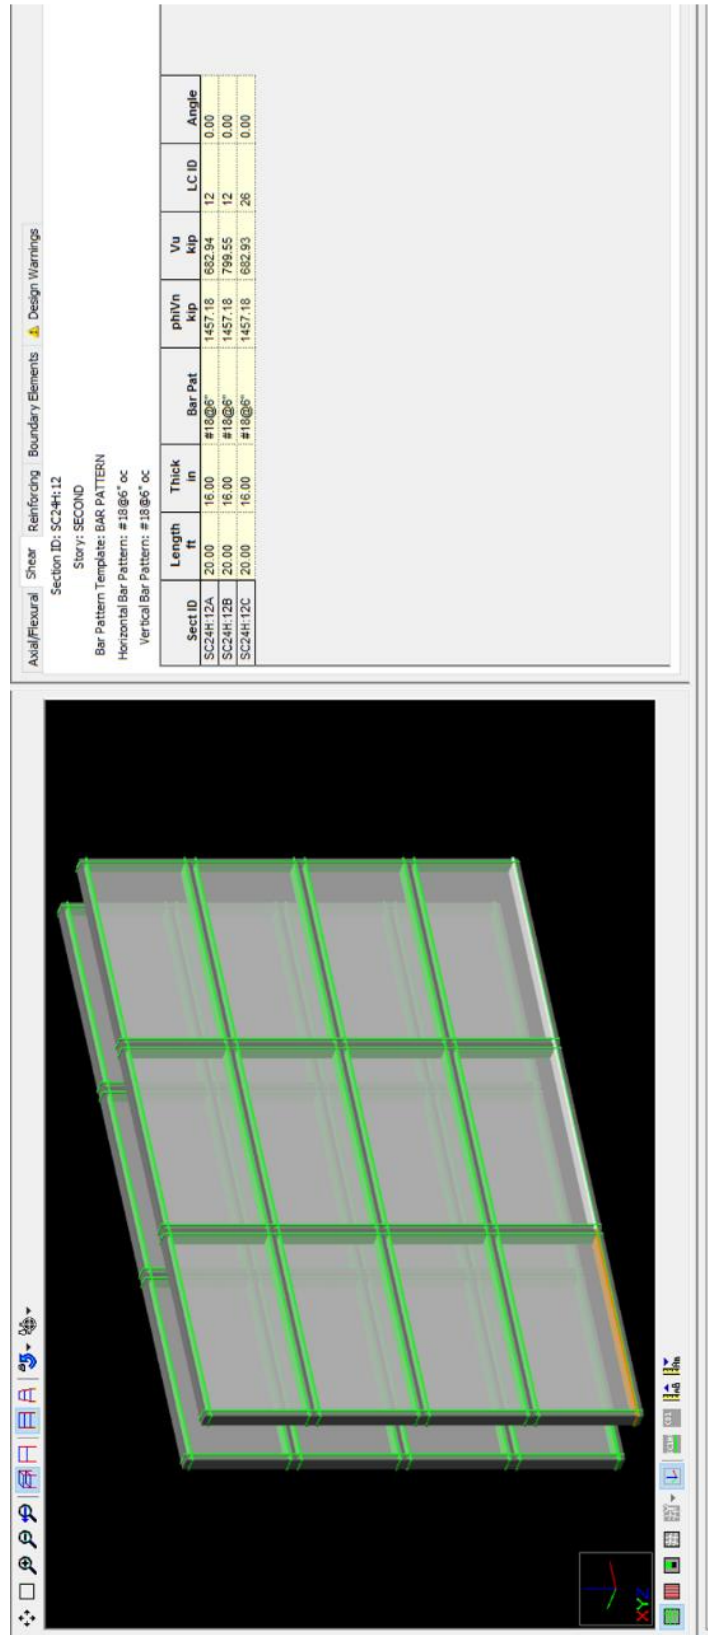 Axial/Flexural Shear Reinforcing Boundary Elements Design Warnings
Section ID: SC24H:12
Story: SECOND
Bar Pattern Template: BAR PATTERN
Horizontal Bar Pattern: #18@6" oc
Vertical Bar Pattern: #18@6" oc
Sect ID Length ft Thick in Bar Pat phiVn kip Vu kip LC ID Angle
SC24H:12A 20.00 16.00 #18@6" 1457.18 682.94 12 0.00
SC24H:12B 20.00 16.00 #18@6" 1457.18 799.55 12 0.00
SC24H:12C 20.00 16.00 #18@6" 1457.18 682.93 26 0.00
XYZ